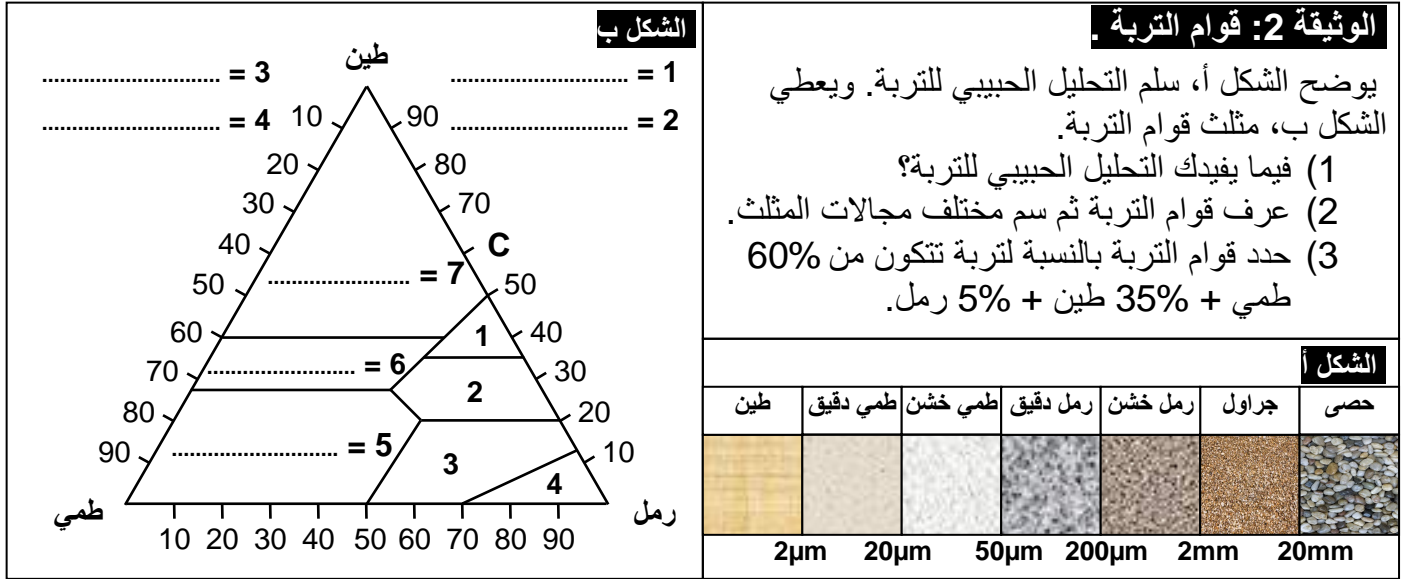 الوثيقة 2: قوام التربة .
يوضح الشكل أ، سلم التحليل الحبيبي للتربة. ويعطي
الشكل ب، مثلث قوام التربة.
1) فيما يفيدك التحليل الحبيبي للتربة؟
2) عرف قوام التربة ثم سم مختلف مجالات المثلث.
3) حدد قوام التربة بالنسبة لتربة تتكون من 60%
طمي + 35% طين + 5% رمل.
الشكل أ
حصى جراول رمل خشن رمل دقيق طمي خشن طمي دقيق طين
2µm 20µm 50µm 200µm 2mm 20mm
الشكل ب
طين
1 = ............................
3 = ............................
2 = ............................
4 = ............................
10 90
20 80
30 70
40 C
7 = ......................
50 50
60 1 40
6 = ............................
70 2 30
80 20
5 = ..........................
90 3 4 10
طمي رمل
10 20 30 40 50 60 70 80 90